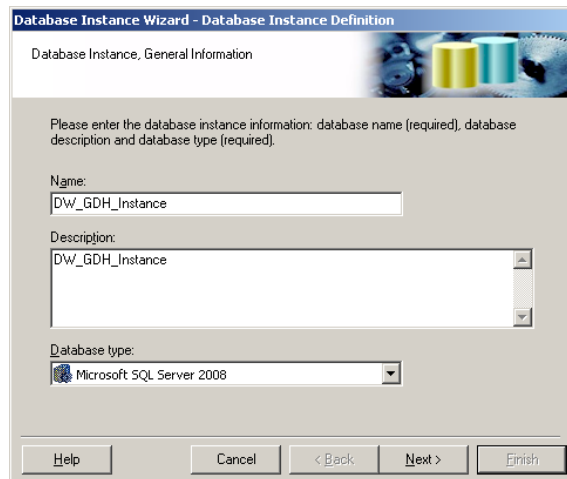 Database Instance Wizard - Database Instance Definition
Database Instance, General Information
Please enter the database instance information: database name (required), database
description and database type (required).
Name:
DW_GDH_Instance
Description:
DW_GDH_Instance
Database type:
Microsoft SQL Server 2008
Help
Cancel
< Back
Next >
Finish